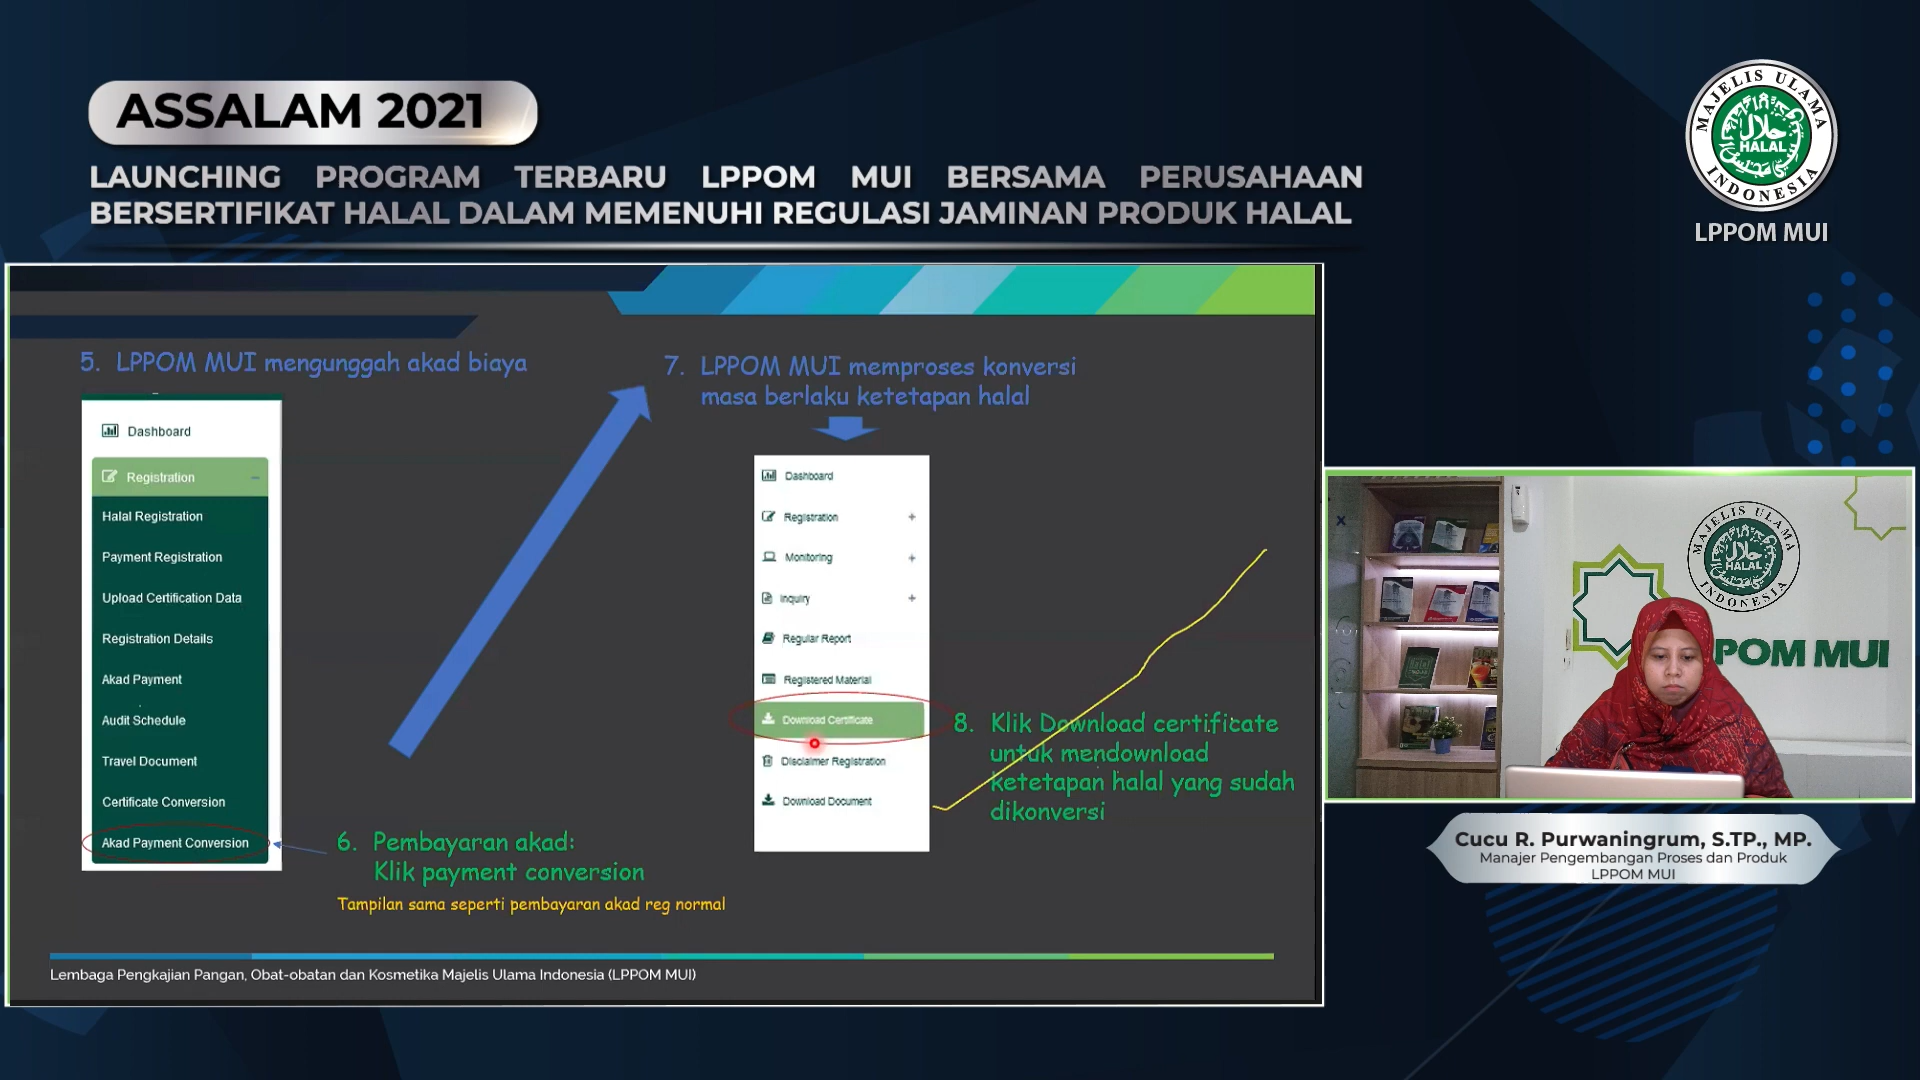 ASSALAM 2021
LAUNCHING PROGRAM TERBARU LPPOM MUI BERSAMA PERUSAHAAN
BERSERTIFIKAT HALAL DALAM MEMENUHI REGULASI JAMINAN PRODUK HALAL
MAJELIS ULAMA
حلال
HALAL
INDONESIA
LPPOM MUI
5. LPPOM MUI mengunggah akad biaya
Dashboard
Registration
Halal Registration
Payment Registration
Upload Certification Data
Registration Details
Akad Payment
Audit Schedule
Travel Document
Certificate Conversion
Akad Payment Conversion
6. Pembayaran akad:
Klik payment conversion
Tampilan sama seperti pembayaran akad reg normal
7. LPPOM MUI memproses konversi
masa berlaku ketetapan halal
Dashboard
Registration
Monitoring
Inquiry
Regular Report
Registered Material
Download Certificate
Disclaimer Registration
Download Document
8. Klik Download certificate
untuk mendownload
ketetapan halal yang sudah
dikonversi
Lembaga Pengkajian Pangan, Obat-obatan dan Kosmetika Majelis Ulama Indonesia (LPPOM MUI)
MAJELIS ULAMA
حلال
HALAL
INDONESIA
POM MUI
Cucu R. Purwaningrum, S.TP., MP.
Manajer Pengembangan Proses dan Produk
LPPOM MUI